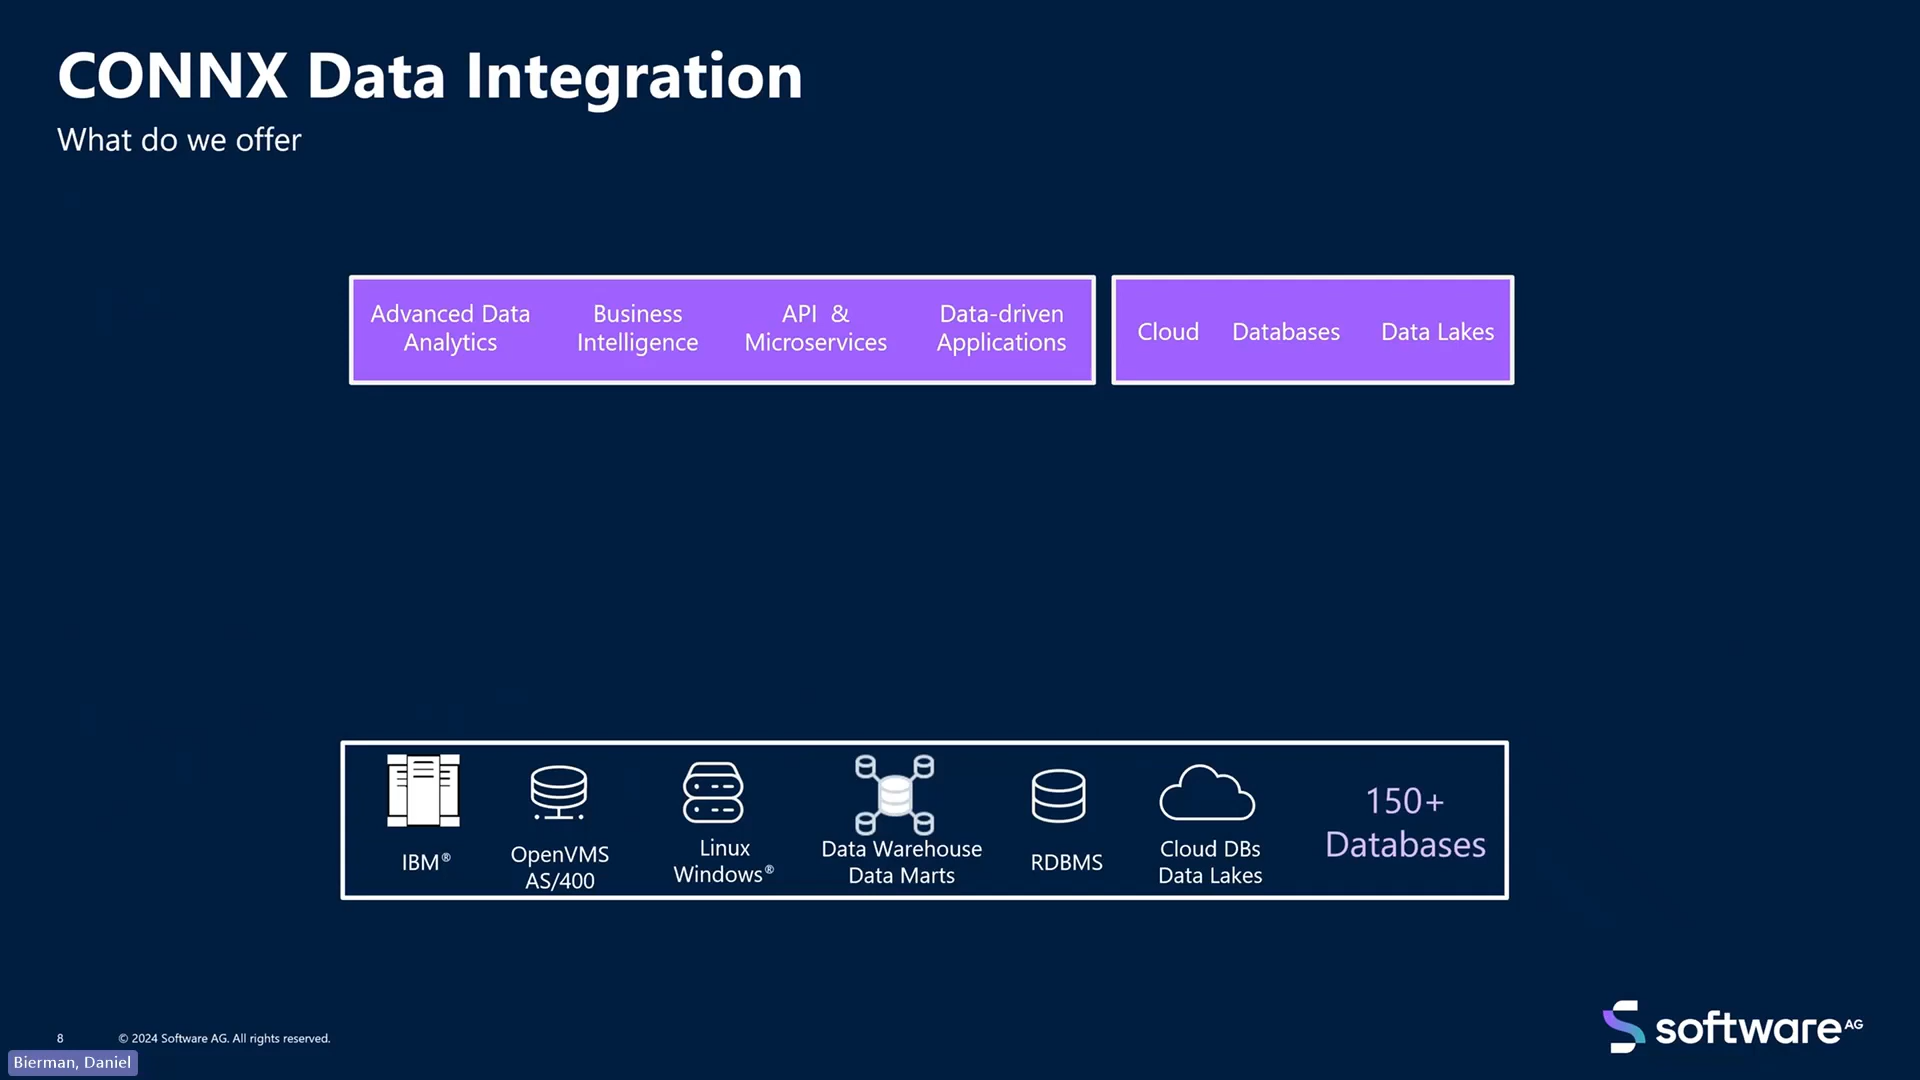 CONNX Data Integration
What do we offer
Advanced Data
Analytics
Business
Intelligence
API &
Microservices
Data-driven
Applications
Cloud
Databases
Data Lakes
IBM®
OpenVMS
AS/400
Linux
Windows®
Data Warehouse
Data Marts
RDBMS
Cloud DBs
Data Lakes
150+
Databases
8
© 2024 Software AG. All rights reserved.
Bierman, Daniel
software AG